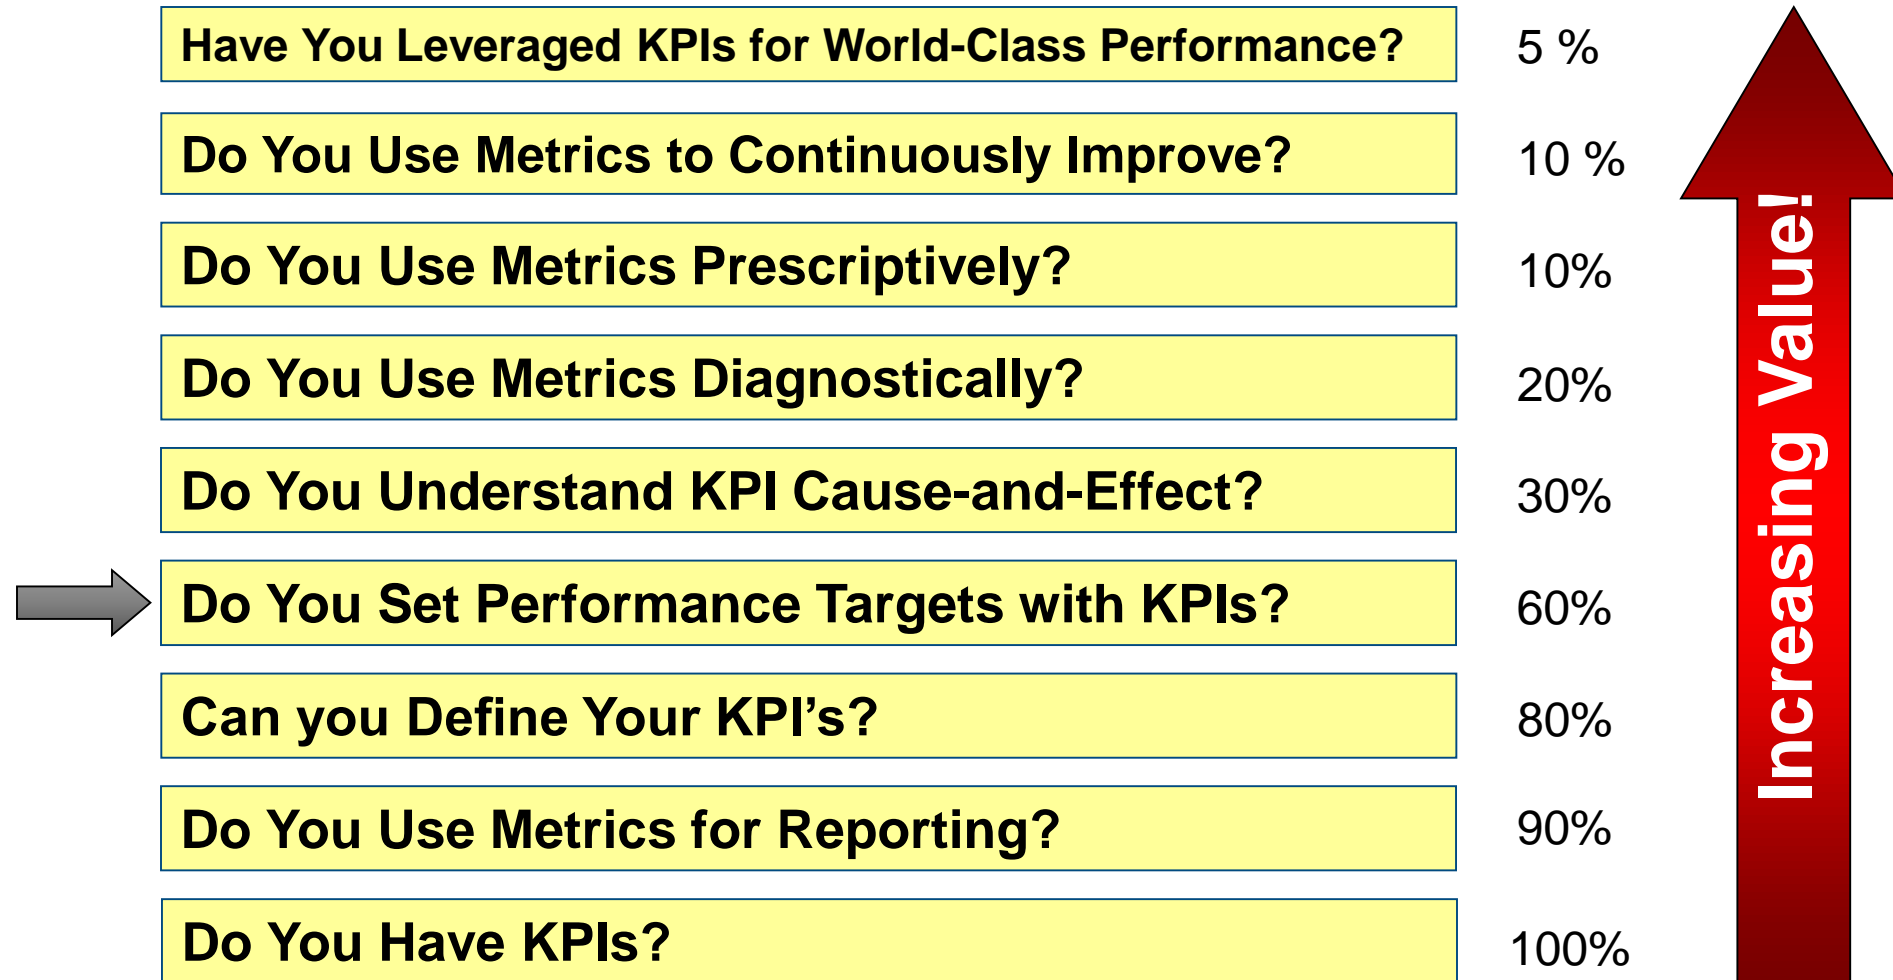 Have You Leveraged KPIs for World-Class Performance? 5 %
Do You Use Metrics to Continuously Improve? 10 %
Do You Use Metrics Prescriptively? 10%
Do You Use Metrics Diagnostically? 20%
Do You Understand KPI Cause-and-Effect? 30%
Do You Set Performance Targets with KPIs? 60%
Can you Define Your KPI’s? 80%
Do You Use Metrics for Reporting? 90%
Do You Have KPIs? 100%
Increasing Value!